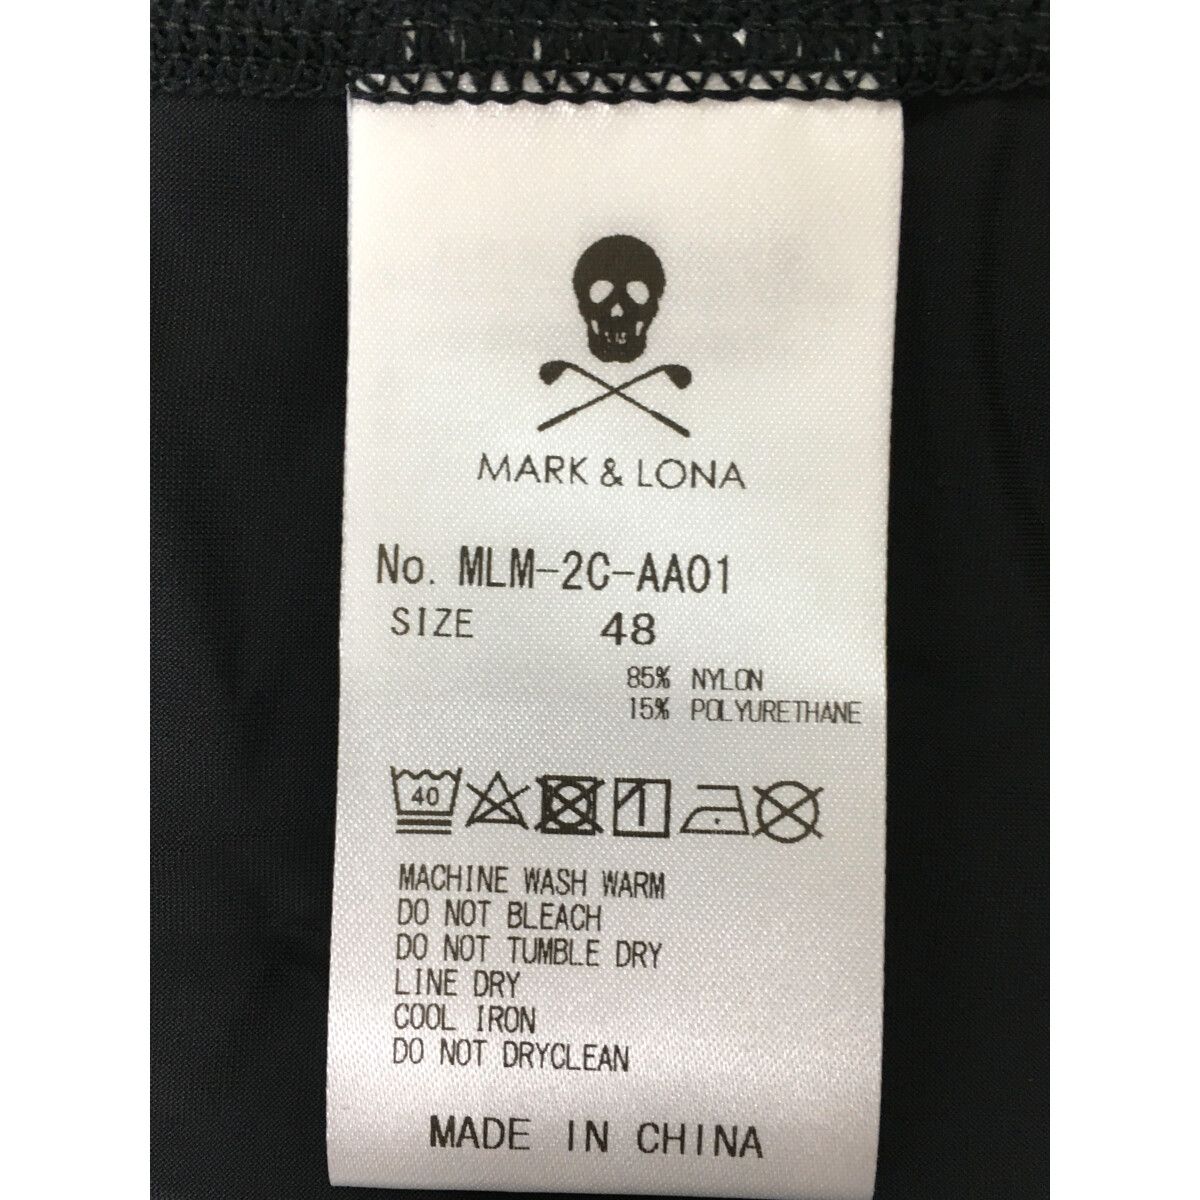 MARK & LONA
No. MLM-2C-AA01
SIZE 48
85% NYLON
15% POLYURETHANE
40
MACHINE WASH WARM
DO NOT BLEACH
DO NOT TUMBLE DRY
LINE DRY
COOL IRON
DO NOT DRYCLEAN
MADE IN CHINA